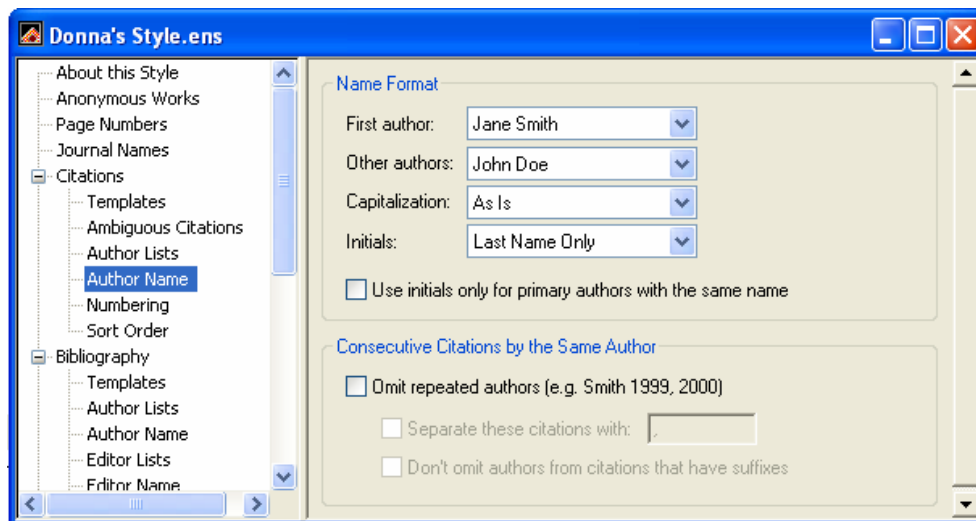 Donna's Style.ens
About this Style
Anonymous Works
Page Numbers
Journal Names
Citations
Templates
Ambiguous Citations
Author Lists
Author Name
Numbering
Sort Order
Bibliography
Templates
Author Lists
Author Name
Editor Lists
Editor Name
Name Format
First author: Jane Smith
Other authors: John Doe
Capitalization: As Is
Initials: Last Name Only
Use initials only for primary authors with the same name
Consecutive Citations by the Same Author
Omit repeated authors (e.g. Smith 1999, 2000)
Separate these citations with: ,
Don't omit authors from citations that have suffixes